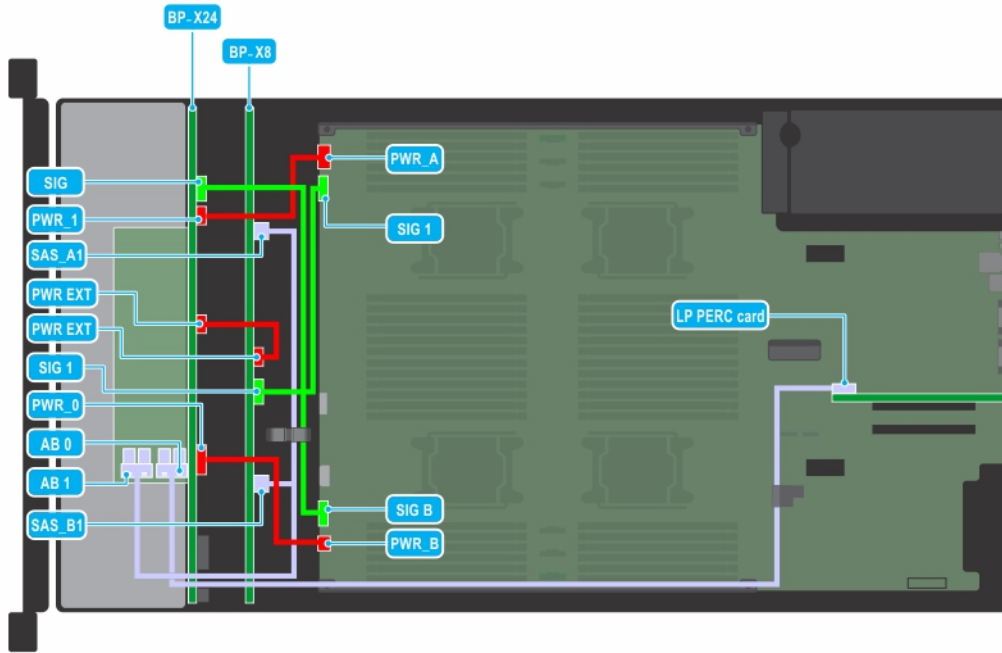 BP-X24
BP-X8
SIG
PWR_1
SAS_A1
PWR EXT
PWR EXT
SIG 1
PWR_0
AB 0
AB 1
SAS_B1
PWR_A
SIG 1
LP PERC card
SIG B
PWR_B